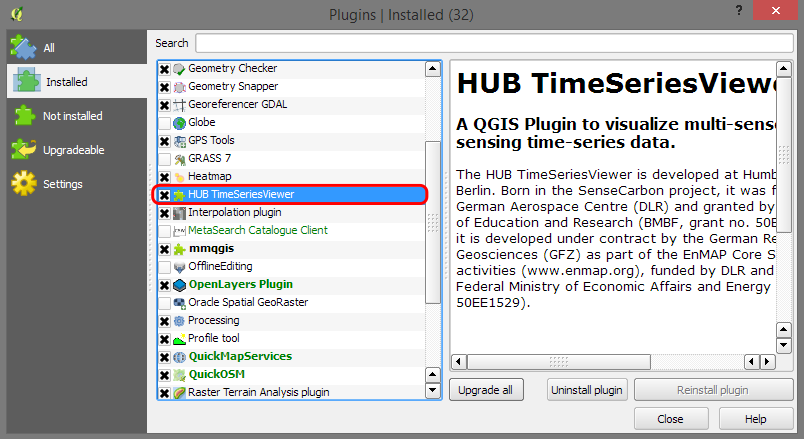 Plugins | Installed (32)
?
All
Installed
Not installed
Upgradeable
Settings
Search
Geometry Checker
Geometry Snapper
Georeferencer GDAL
Globe
GPS Tools
GRASS 7
Heatmap
HUB TimeSeriesViewer
Interpolation plugin
MetaSearch Catalogue Client
mmqgis
OfflineEditing
OpenLayers Plugin
Oracle Spatial GeoRaster
Processing
Profile tool
QuickMapServices
QuickOSM
Raster Terrain Analysis plugin
HUB TimeSeriesViewe
A QGIS Plugin to visualize multi-sense
sensing time-series data.
The HUB TimeSeriesViewer is developed at Humb
Berlin. Born in the SenseCarbon project, it was f
German Aerospace Centre (DLR) and granted by
of Education and Research (BMBF, grant no. 50E
it is developed under contract by the German Re
Geosciences (GFZ) as part of the EnMAP Core S
activities (www.enmap.org), funded by DLR and
Federal Ministry of Economic Affairs and Energy
50EE1529).
Upgrade all
Uninstall plugin
Reinstall plugin
Close
Help